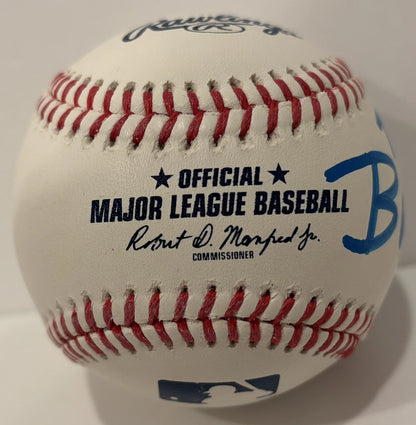 Rawlings
®
★ OFFICIAL ★
MAJOR LEAGUE BASEBALL
Robert D. Manfred Jr.
COMMISSIONER
B